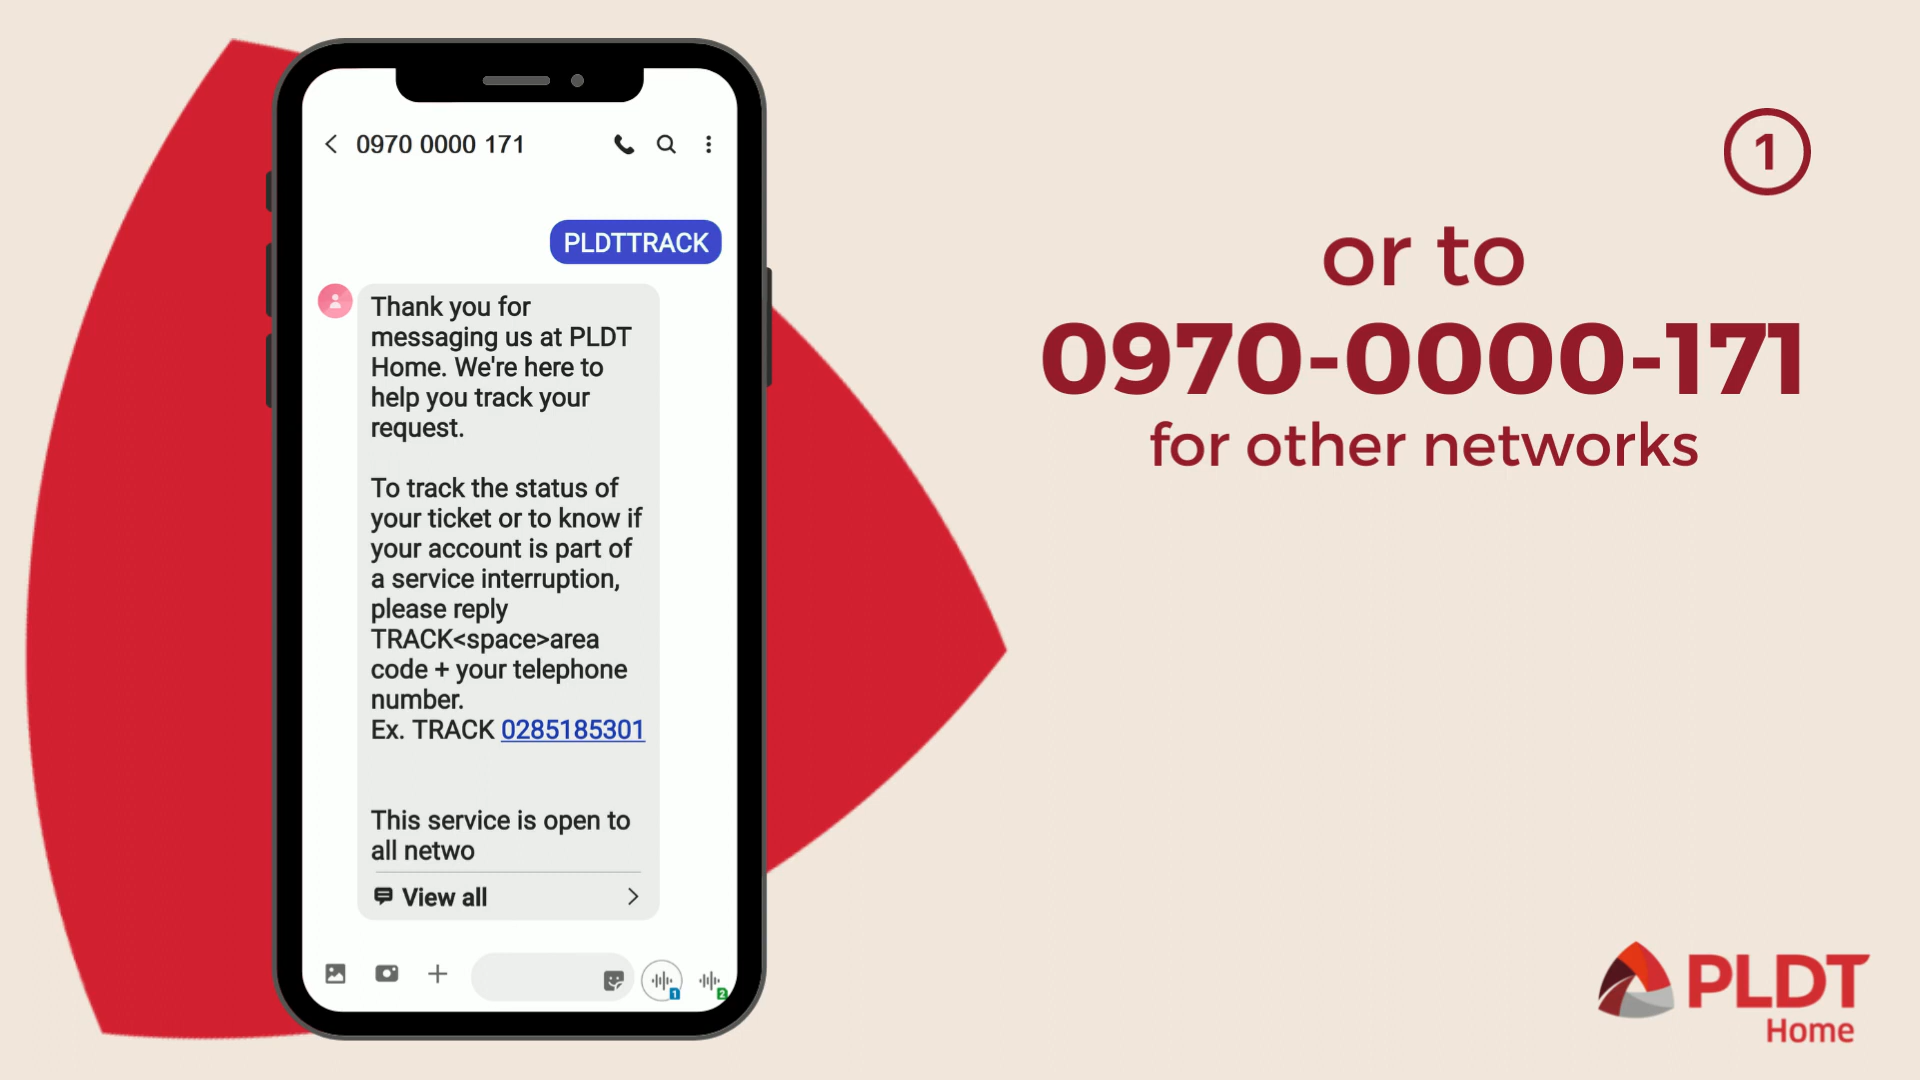 0970 0000 171
PLDTTRACK
Thank you for
messaging us at PLDT
Home. We're here to
help you track your
request.
To track the status of
your ticket or to know if
your account is part of
a service interruption,
please reply
TRACK<space>area
code + your telephone
number.
Ex. TRACK 0285185301
This service is open to
all netwo
View all
1
2
1
or to
0970-0000-171
for other networks
PLDT
Home